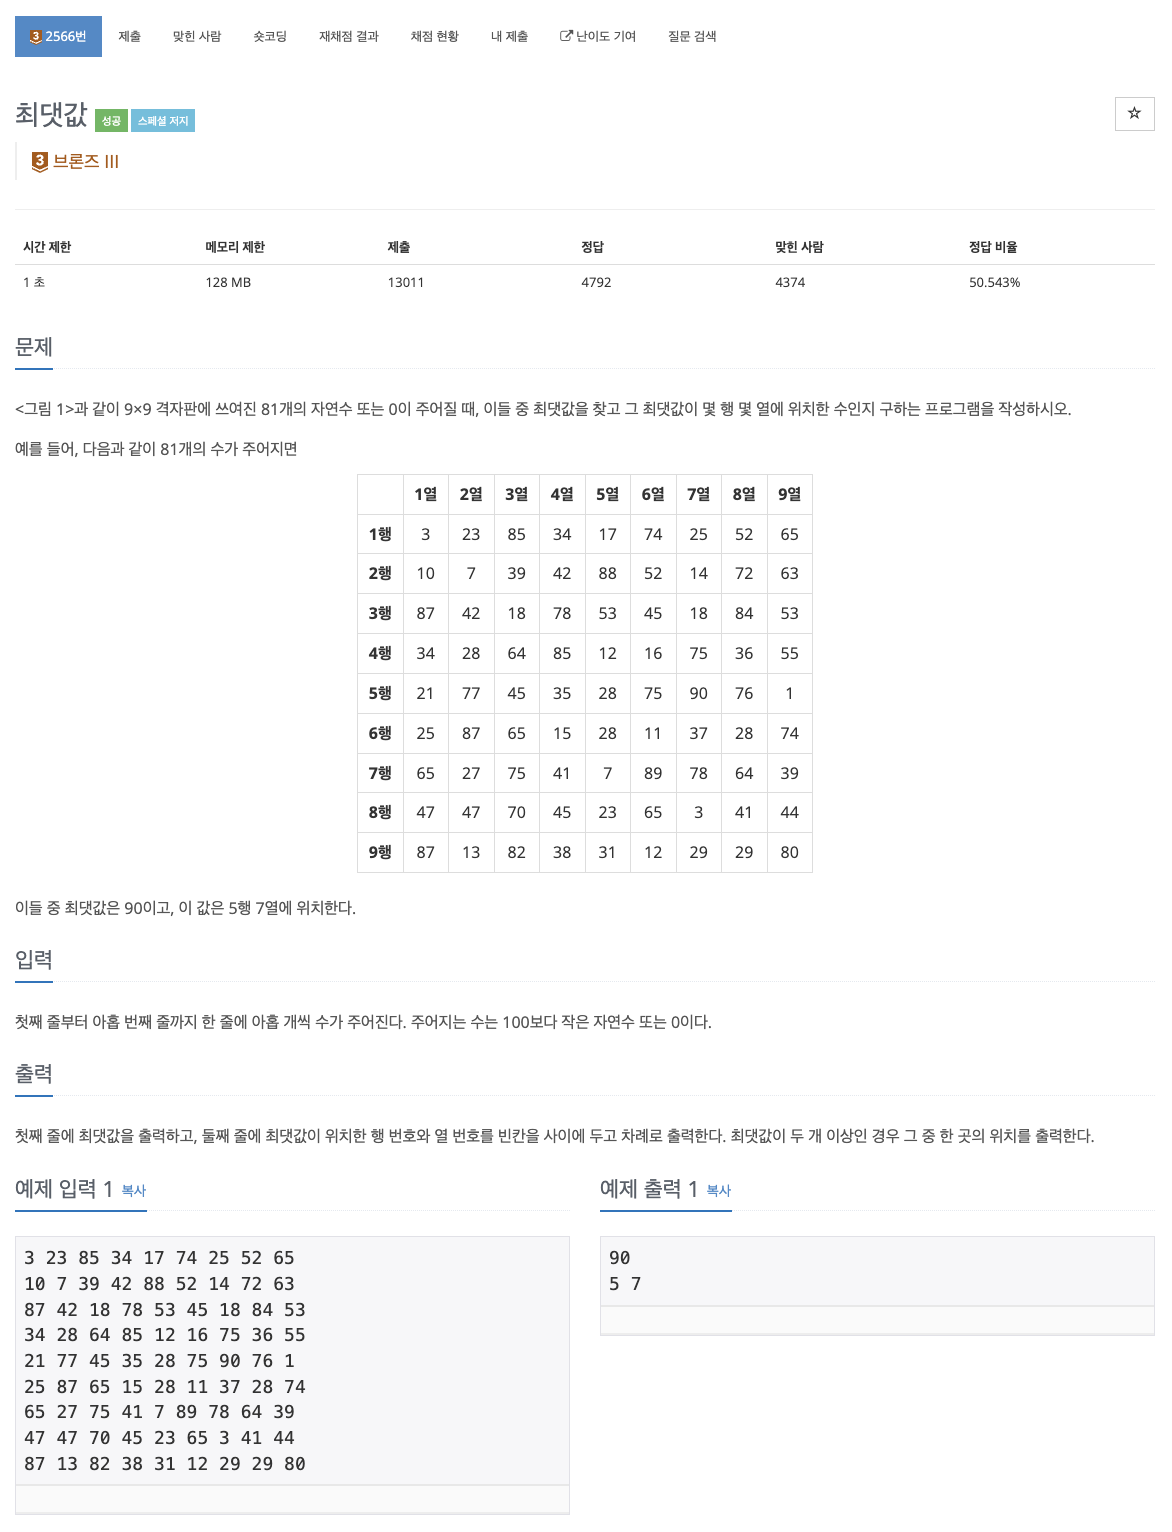 3 2566번 제출 맞힌 사람 숏코딩 재채점 결과 채점 현황 내 제출 난이도 기여 질문 검색
최댓값 성공 스페셜 저지
3 브론즈 III
시간 제한 메모리 제한 제출 정답 맞힌 사람 정답 비율
1 초 128 MB 13011 4792 4374 50.543%
문제
<그림 1>과 같이 9×9 격자판에 쓰여진 81개의 자연수 또는 0이 주어질 때, 이들 중 최댓값을 찾고 그 최댓값이 몇 행 몇 열에 위치한 수인지 구하는 프로그램을 작성하시오.
예를 들어, 다음과 같이 81개의 수가 주어지면
1열 2열 3열 4열 5열 6열 7열 8열 9열
1행 3 23 85 34 17 74 25 52 65
2행 10 7 39 42 88 52 14 72 63
3행 87 42 18 78 53 45 18 84 53
4행 34 28 64 85 12 16 75 36 55
5행 21 77 45 35 28 75 90 76 1
6행 25 87 65 15 28 11 37 28 74
7행 65 27 75 41 7 89 78 64 39
8행 47 47 70 45 23 65 3 41 44
9행 87 13 82 38 31 12 29 29 80
이들 중 최댓값은 90이고, 이 값은 5행 7열에 위치한다.
입력
첫째 줄부터 아홉 번째 줄까지 한 줄에 아홉 개씩 수가 주어진다. 주어지는 수는 100보다 작은 자연수 또는 0이다.
출력
첫째 줄에 최댓값을 출력하고, 둘째 줄에 최댓값이 위치한 행 번호와 열 번호를 빈칸을 사이에 두고 차례로 출력한다. 최댓값이 두 개 이상인 경우 그 중 한 곳의 위치를 출력한다.
예제 입력 1 복사
3 23 85 34 17 74 25 52 65
10 7 39 42 88 52 14 72 63
87 42 18 78 53 45 18 84 53
34 28 64 85 12 16 75 36 55
21 77 45 35 28 75 90 76 1
25 87 65 15 28 11 37 28 74
65 27 75 41 7 89 78 64 39
47 47 70 45 23 65 3 41 44
87 13 82 38 31 12 29 29 80
예제 출력 1 복사
90
5 7